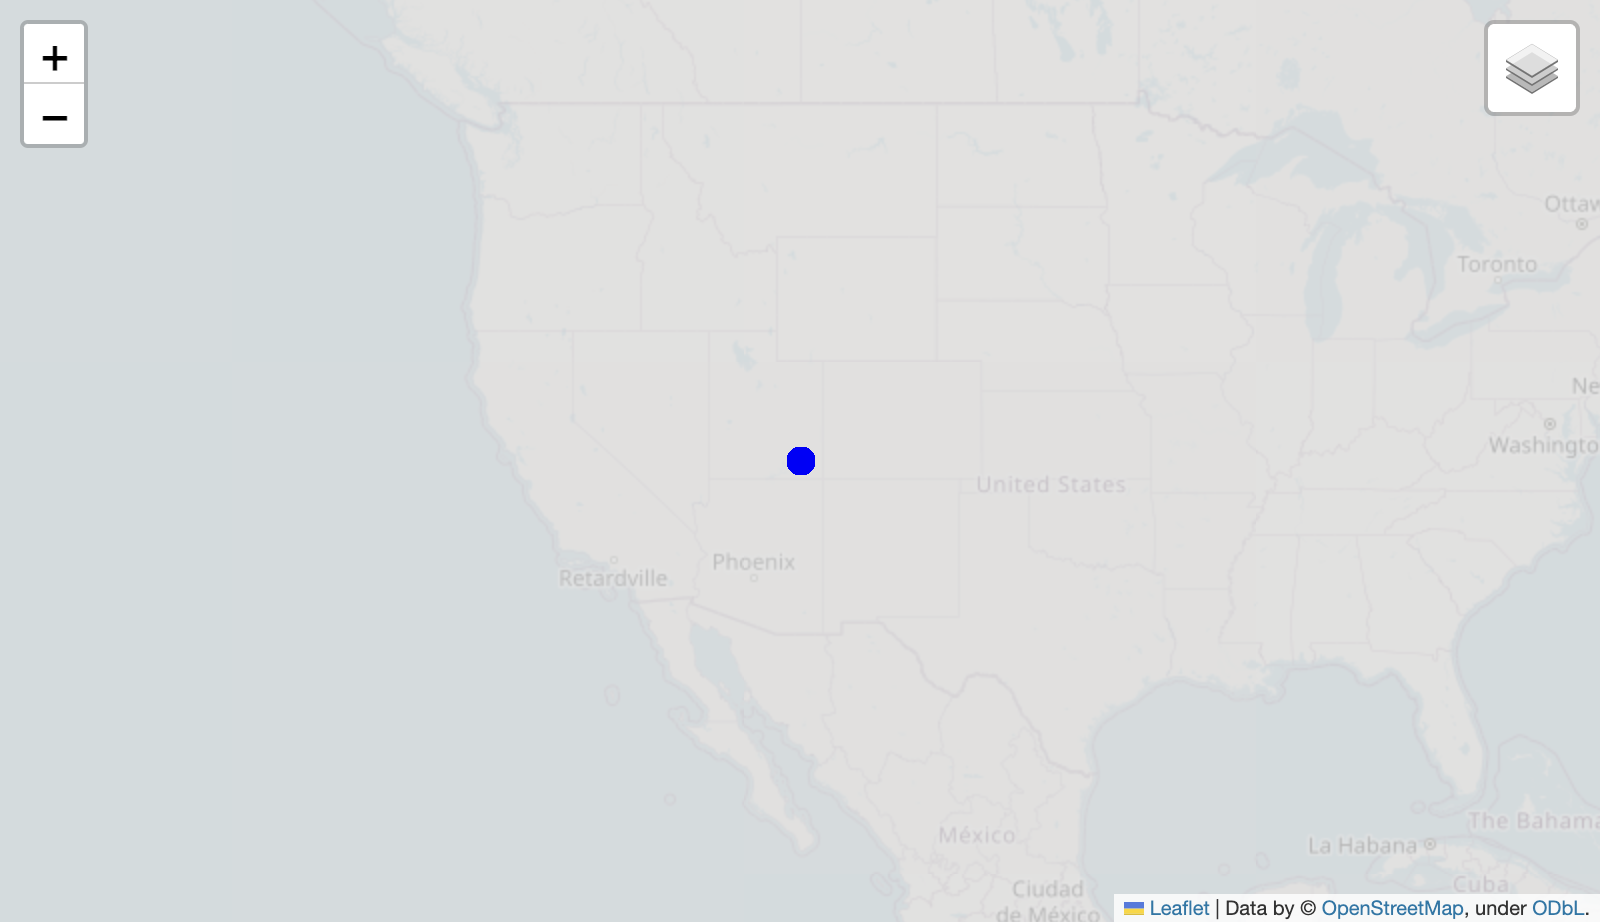 +
−
Ottaw
Toronto
Ne
Washingto
United States
Phoenix
Retardville
México
La Habana
The Bahama
Cuba
Ciudad
de México
Leaflet | Data by © OpenStreetMap, under ODbL.